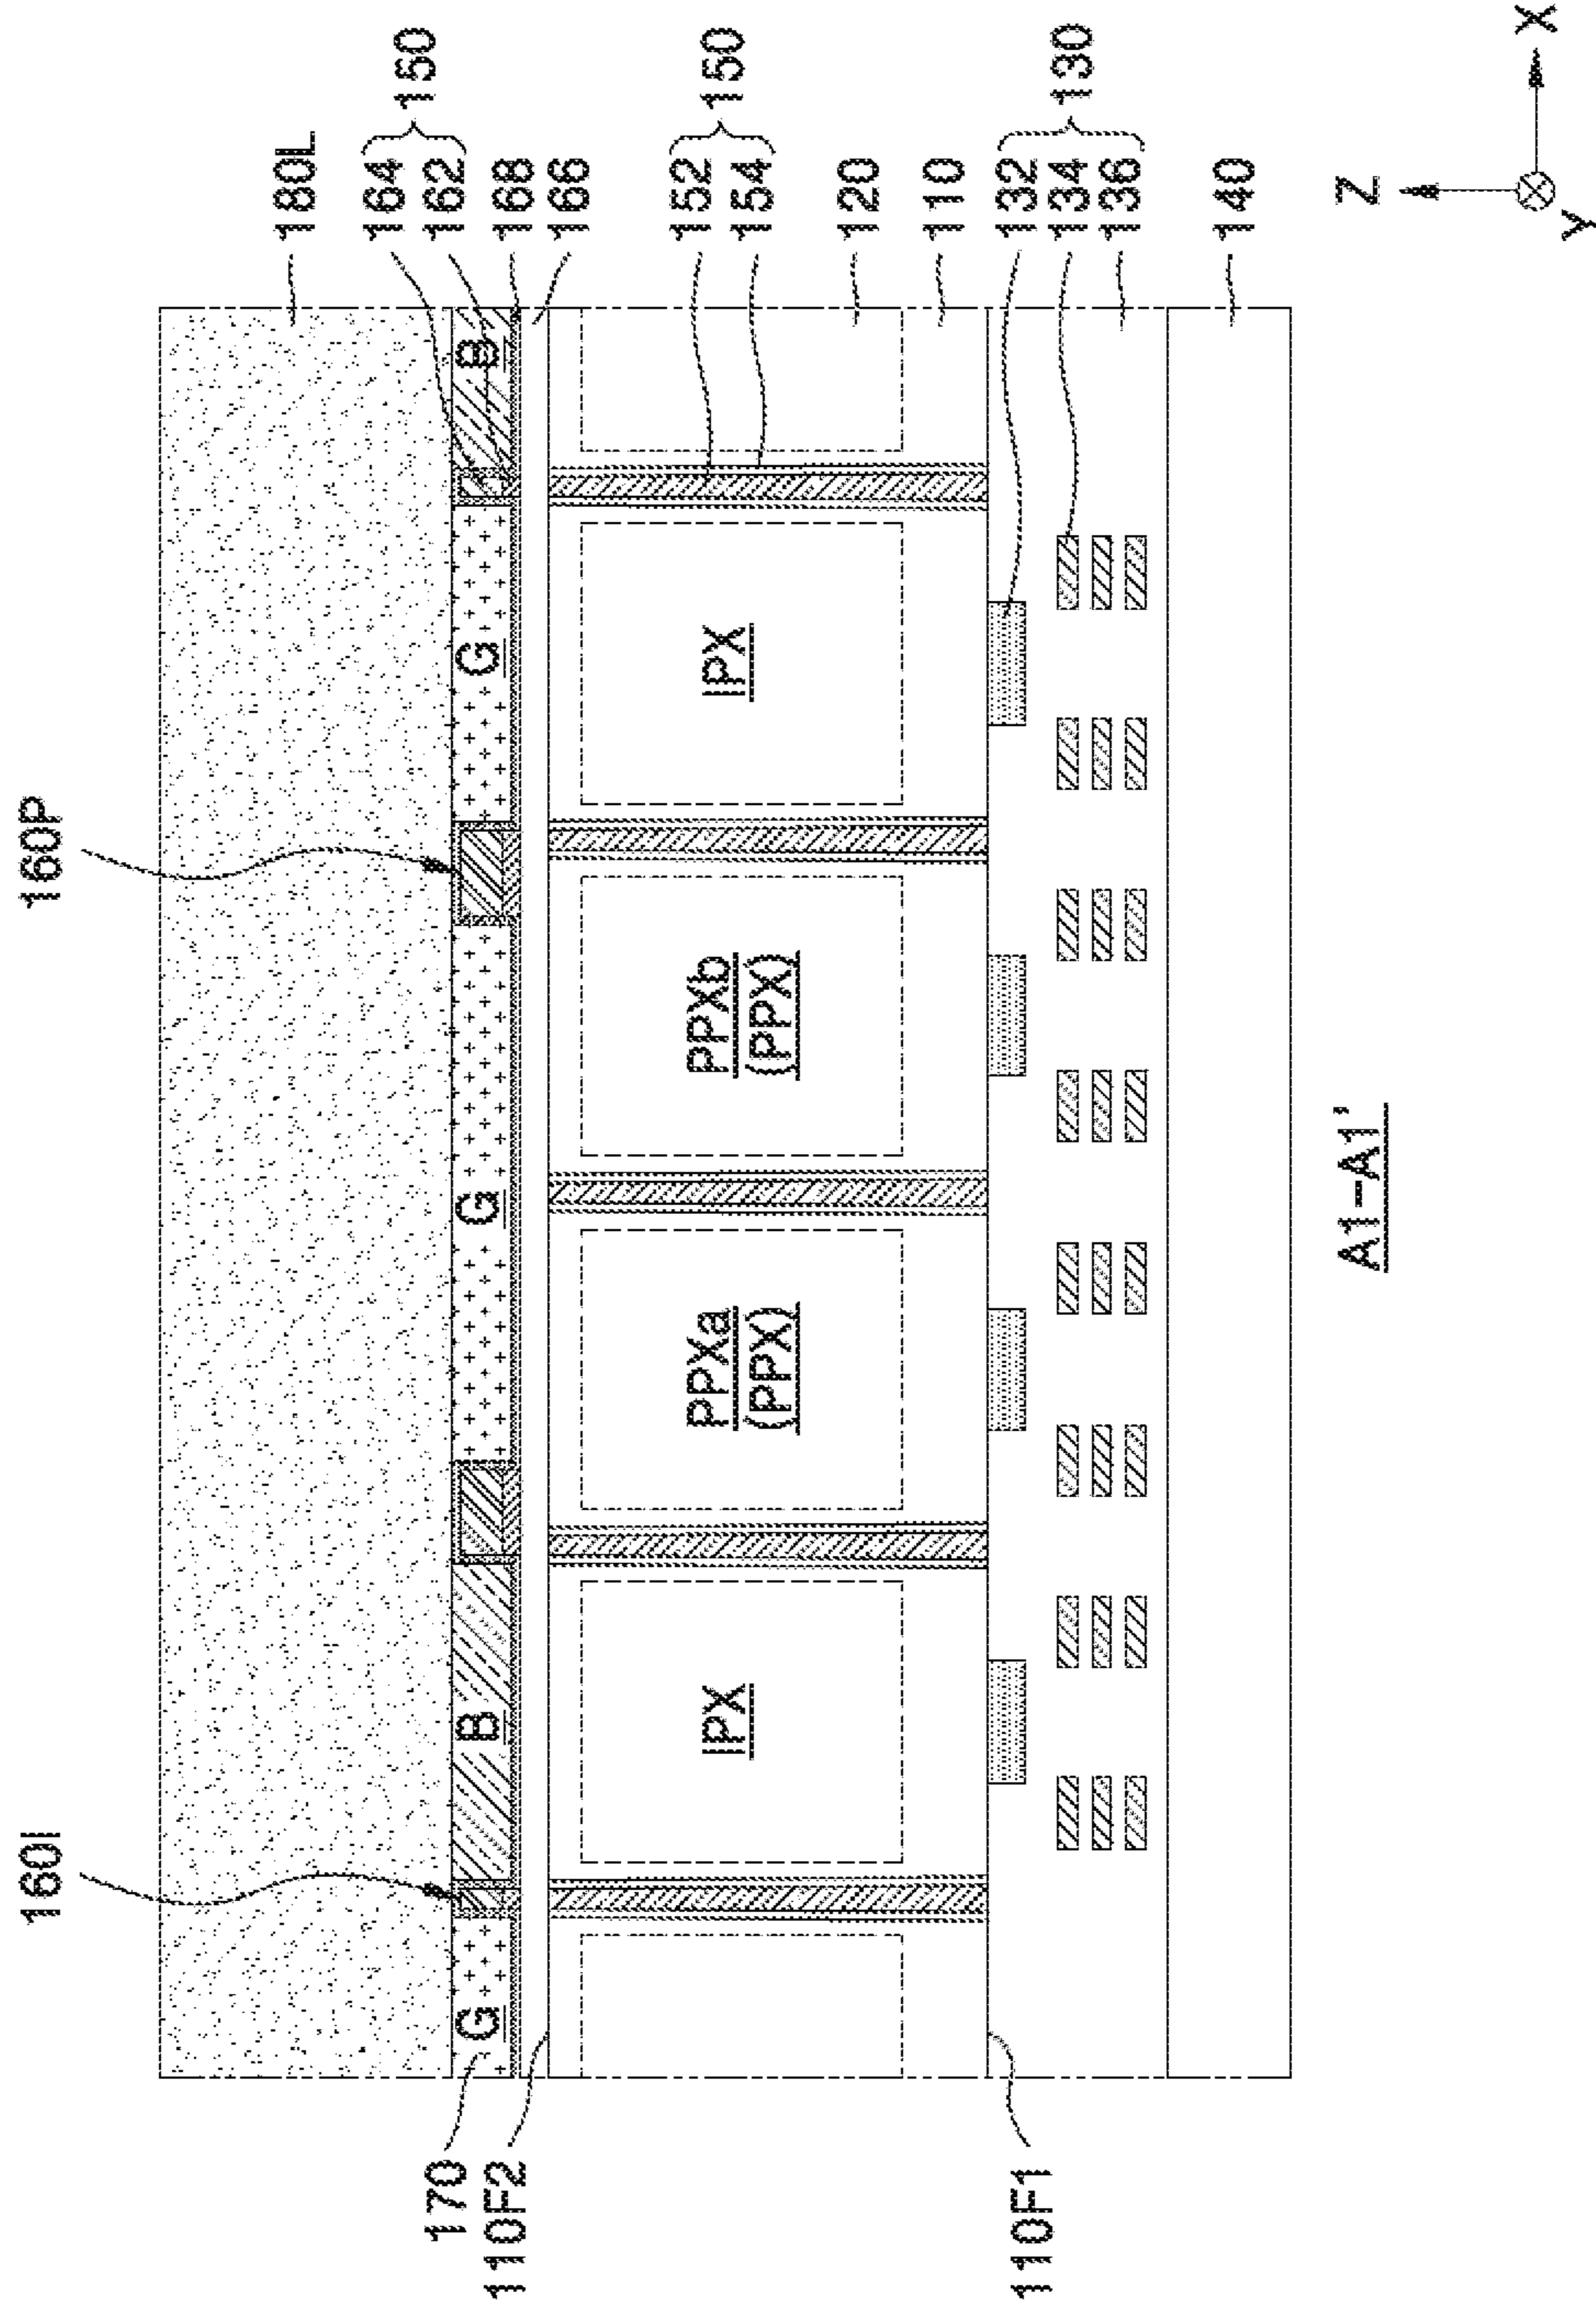 160I
160P
180L
164
162
150
168
166
152
154
150
120
110
132
134
136
130
140
170
110F2
110F1
G
B
G
G
B
IPX
PPXa
(PPX)
PPXb
(PPX)
IPX
A1-A1'
Z
Y
X